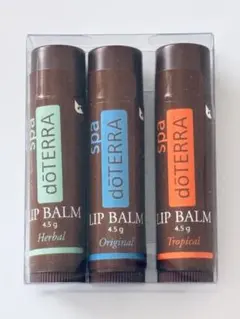 spa
dōTERRA
LIP BALM
4.5 g
Herbal
spa
dōTERRA
LIP BALM
4.5 g
Original
spa
dōTERRA
LIP BALM
4.5 g
Tropical